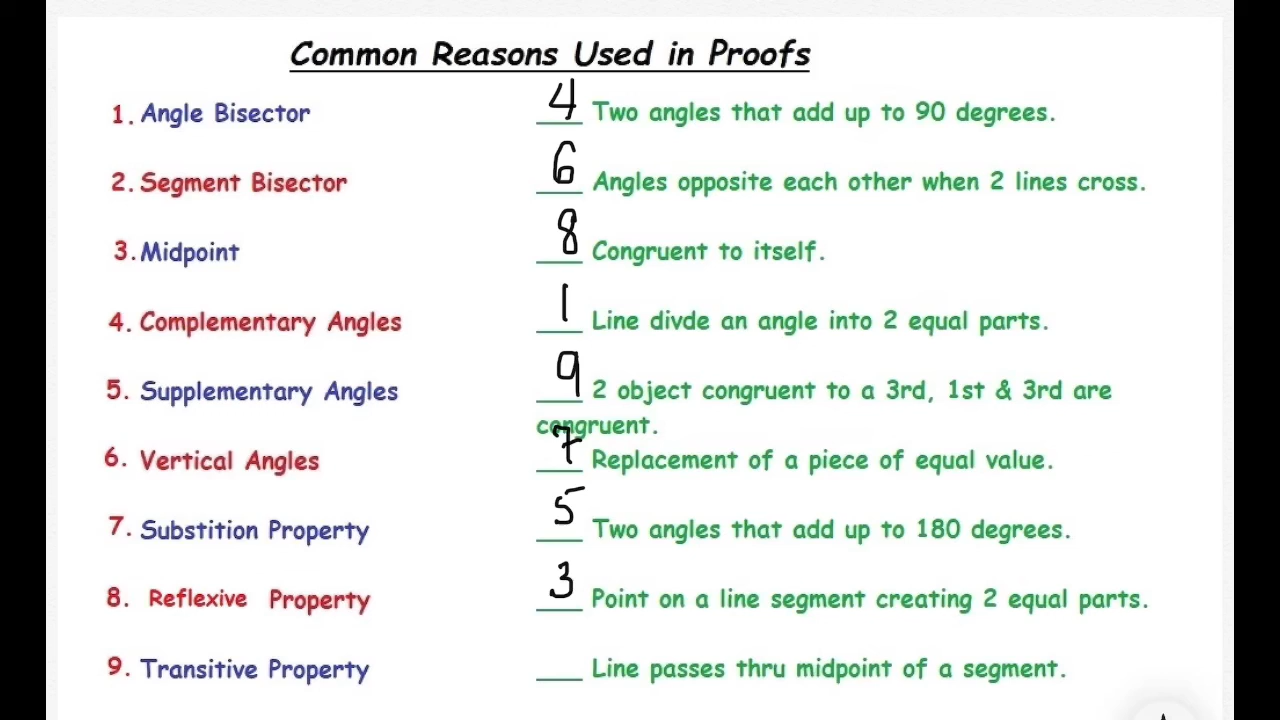 Common Reasons Used in Proofs
1. Angle Bisector 4 Two angles that add up to 90 degrees.
2. Segment Bisector 6 Angles opposite each other when 2 lines cross.
3. Midpoint 8 Congruent to itself.
4. Complementary Angles 1 Line divde an angle into 2 equal parts.
5. Supplementary Angles 9 2 object congruent to a 3rd, 1st & 3rd are
congruent.
6. Vertical Angles 7 Replacement of a piece of equal value.
7. Substition Property 5 Two angles that add up to 180 degrees.
8. Reflexive Property 3 Point on a line segment creating 2 equal parts.
9. Transitive Property ___ Line passes thru midpoint of a segment.